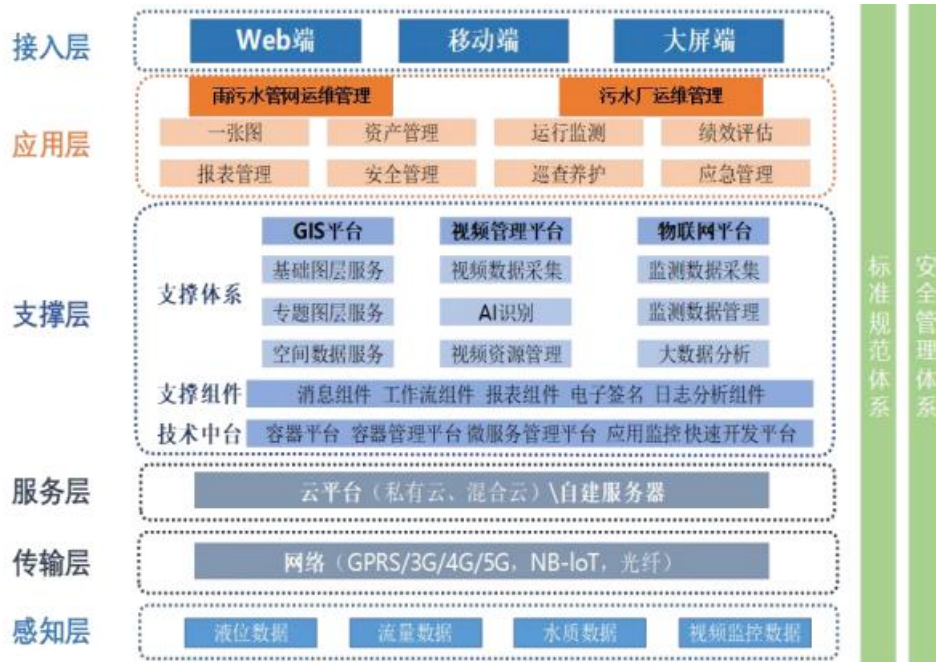 接入层
Web端 移动端 大屏端
应用层
雨污水管网运维管理 污水厂运维管理
一张图 资产管理 运行监测 绩效评估
报表管理 安全管理 巡查养护 应急管理
支撑层
支撑体系
GIS平台 视频管理平台 物联网平台
基础图层服务 视频数据采集 监测数据采集
专题图层服务 AI识别 监测数据管理
空间数据服务 视频资源管理 大数据分析
支撑组件 消息组件 工作流组件 报表组件 电子签名 日志分析组件
技术中台 容器平台 容器管理平台 微服务管理平台 应用监控 快速开发平台
服务层 云平台（私有云、混合云）\自建服务器
传输层 网络（GPRS/3G/4G/5G，NB-IoT，光纤）
感知层 液位数据 流量数据 水质数据 视频监控数据
标准规范体系
安全管理体系